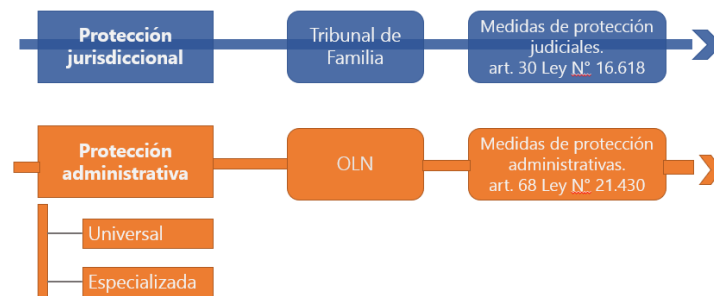 Protección
jurisdiccional
Tribunal de
Familia
Medidas de protección
judiciales.
art. 30 Ley N° 16.618
Protección
administrativa
OLN
Medidas de protección
administrativas.
art. 68 Ley N° 21.430
Universal
Especializada